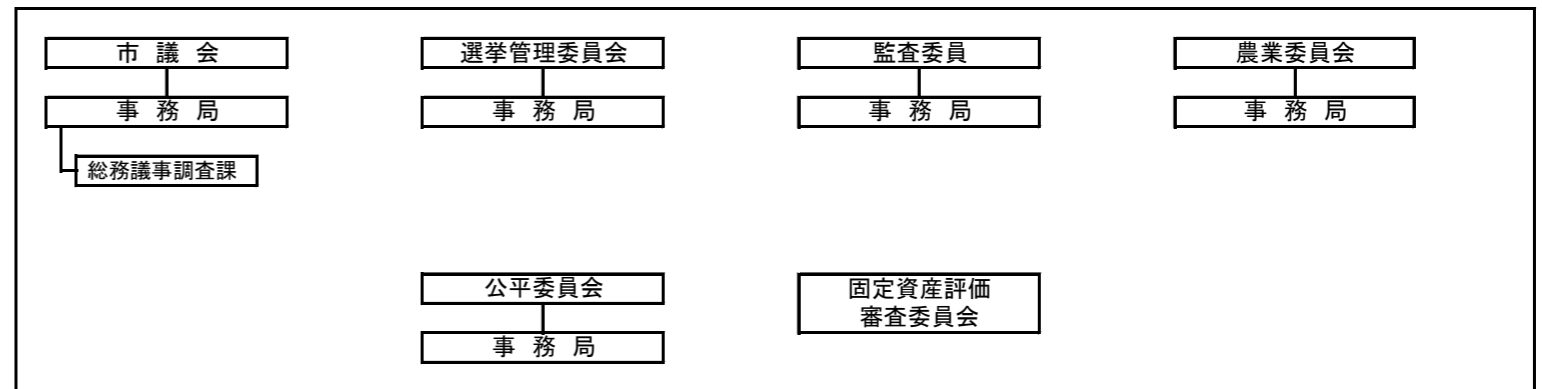 市 議 会
選挙管理委員会
監査委員
農業委員会
事 務 局
事 務 局
事 務 局
事 務 局
総務議事調査課
公平委員会
固定資産評価
審査委員会
事 務 局